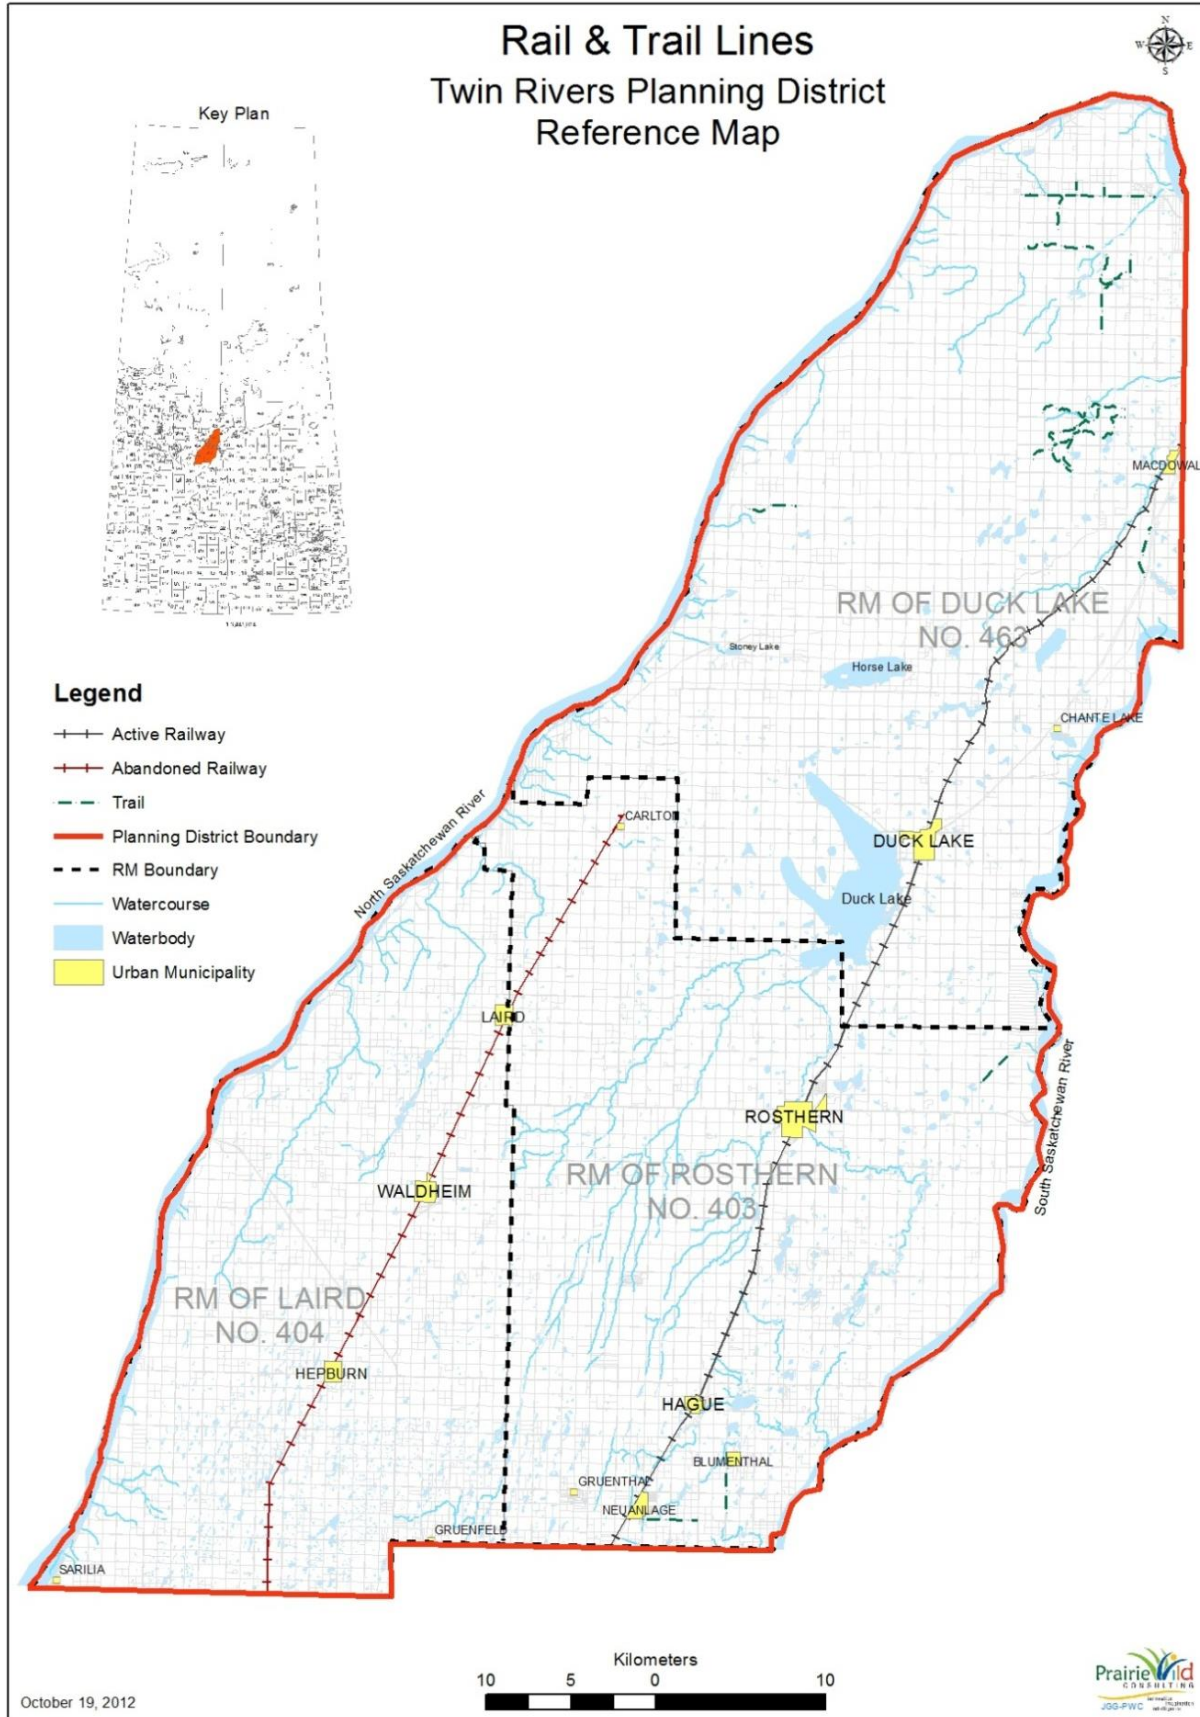 Rail & Trail Lines
Twin Rivers Planning District
Reference Map
N
W
E
S
Key Plan
MACDOWAL
RM OF DUCK LAKE
NO. 463
Stoney Lake
Horse Lake
Legend
Active Railway
Abandoned Railway
Trail
Planning District Boundary
RM Boundary
Watercourse
Waterbody
Urban Municipality
CHANTE LAKE
North Saskatchewan River
CARLTON
DUCK LAKE
Duck Lake
LAIRD
ROSTHERN
South Saskatchewan River
WALDHEIM
RM OF ROSTHERN
NO. 403
RM OF LAIRD
NO. 404
HEPBURN
HAGUE
BLUMENTHAL
GRUENTHAL
NEUANLAGE
GRUENFELD
SARILIA
Kilometers
10 5 0 10
October 19, 2012
PrairieWild
CONSULTING
JGG-PWC